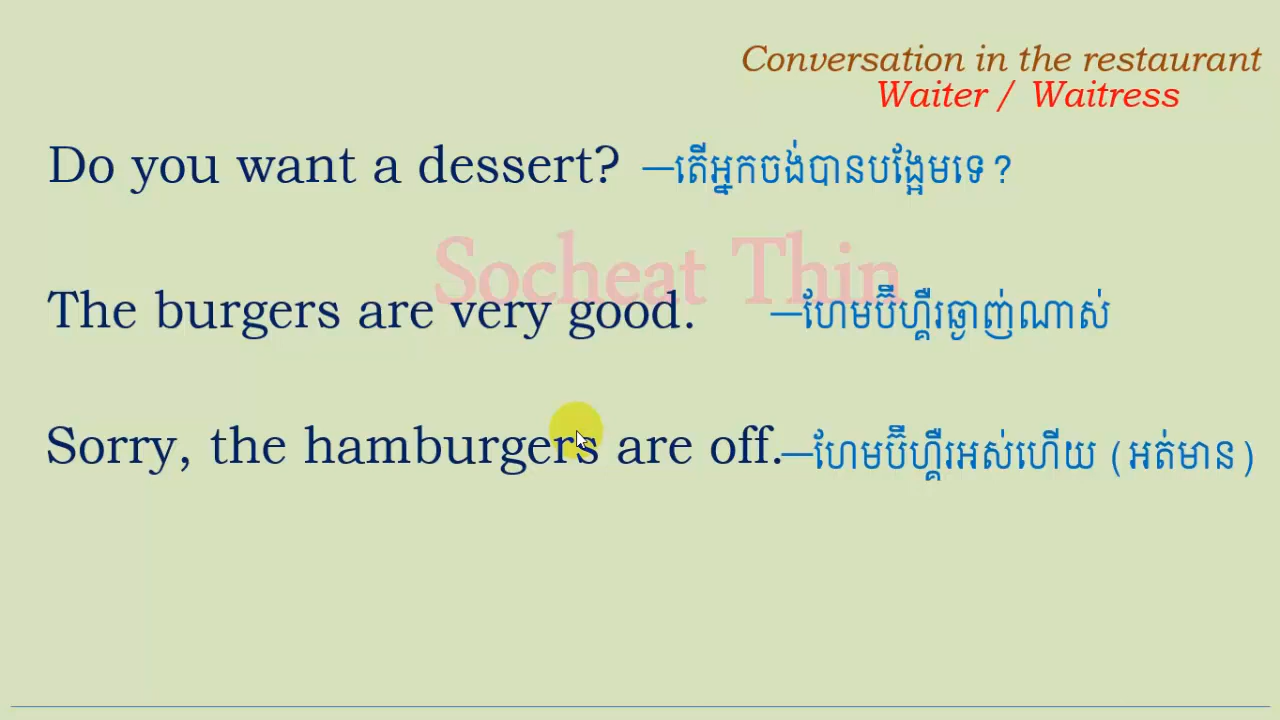 Conversation in the restaurant
Waiter / Waitress
Do you want a dessert? —តើអ្នកចង់បានបង្អែមទេ?
Socheat Thin
The burgers are very good. —ហែមប៊ឺហ្គឺរឆ្ងាញ់ណាស់
Sorry, the hamburgers are off.—ហែមប៊ឺហ្គឺរអស់ហើយ (អត់មាន)